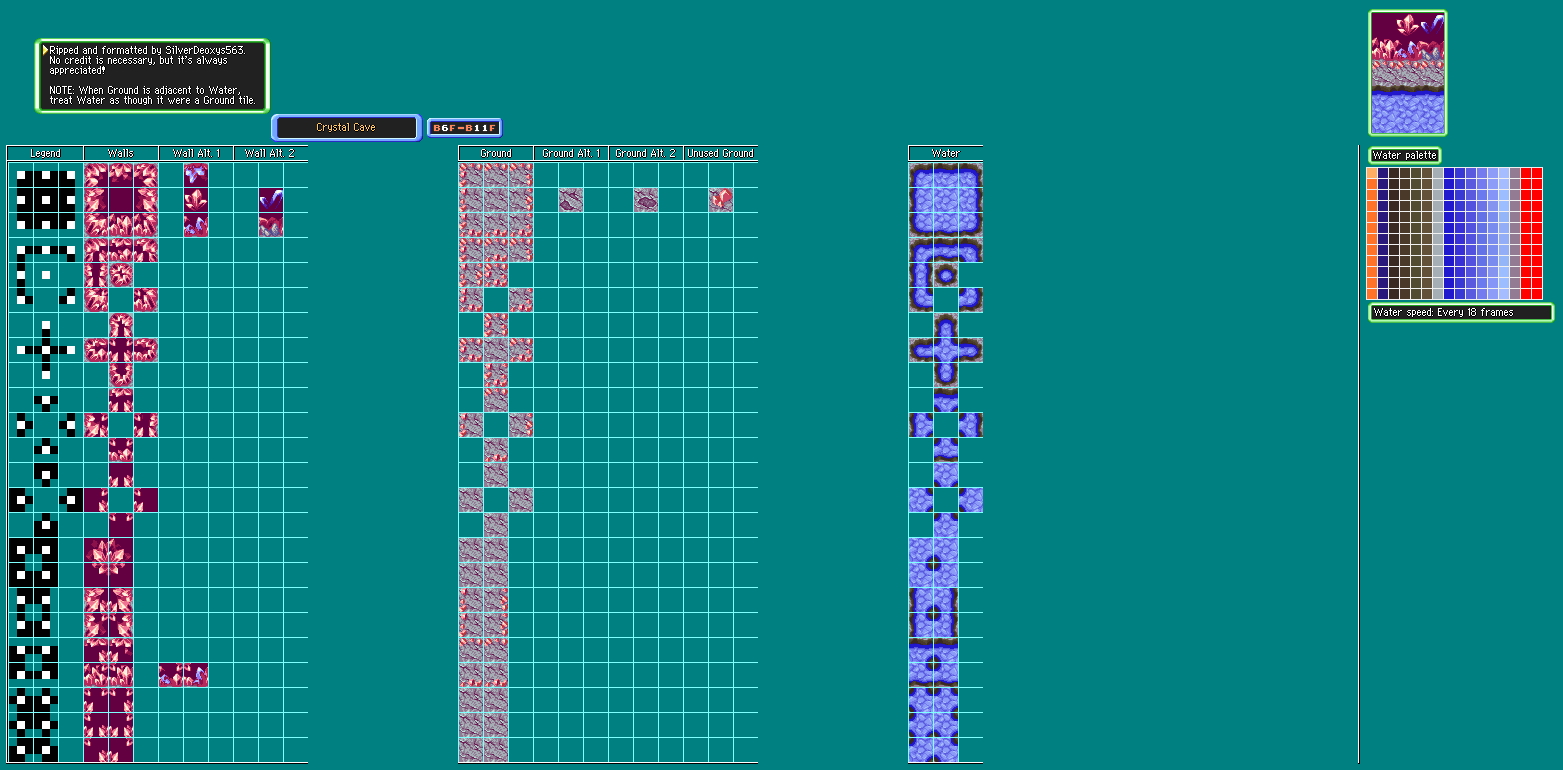 Ripped and formatted by SilverDeoxys563.
No credit is necessary, but it's always
appreciated!
NOTE: When Ground is adjacent to Water,
treat Water as though it were a Ground tile.
Crystal Cave
B6F-B11F
Legend
Walls
Wall Alt. 1
Wall Alt. 2
Ground
Ground Alt. 1
Ground Alt. 2
Unused Ground
Water
Water palette
Water speed: Every 18 frames